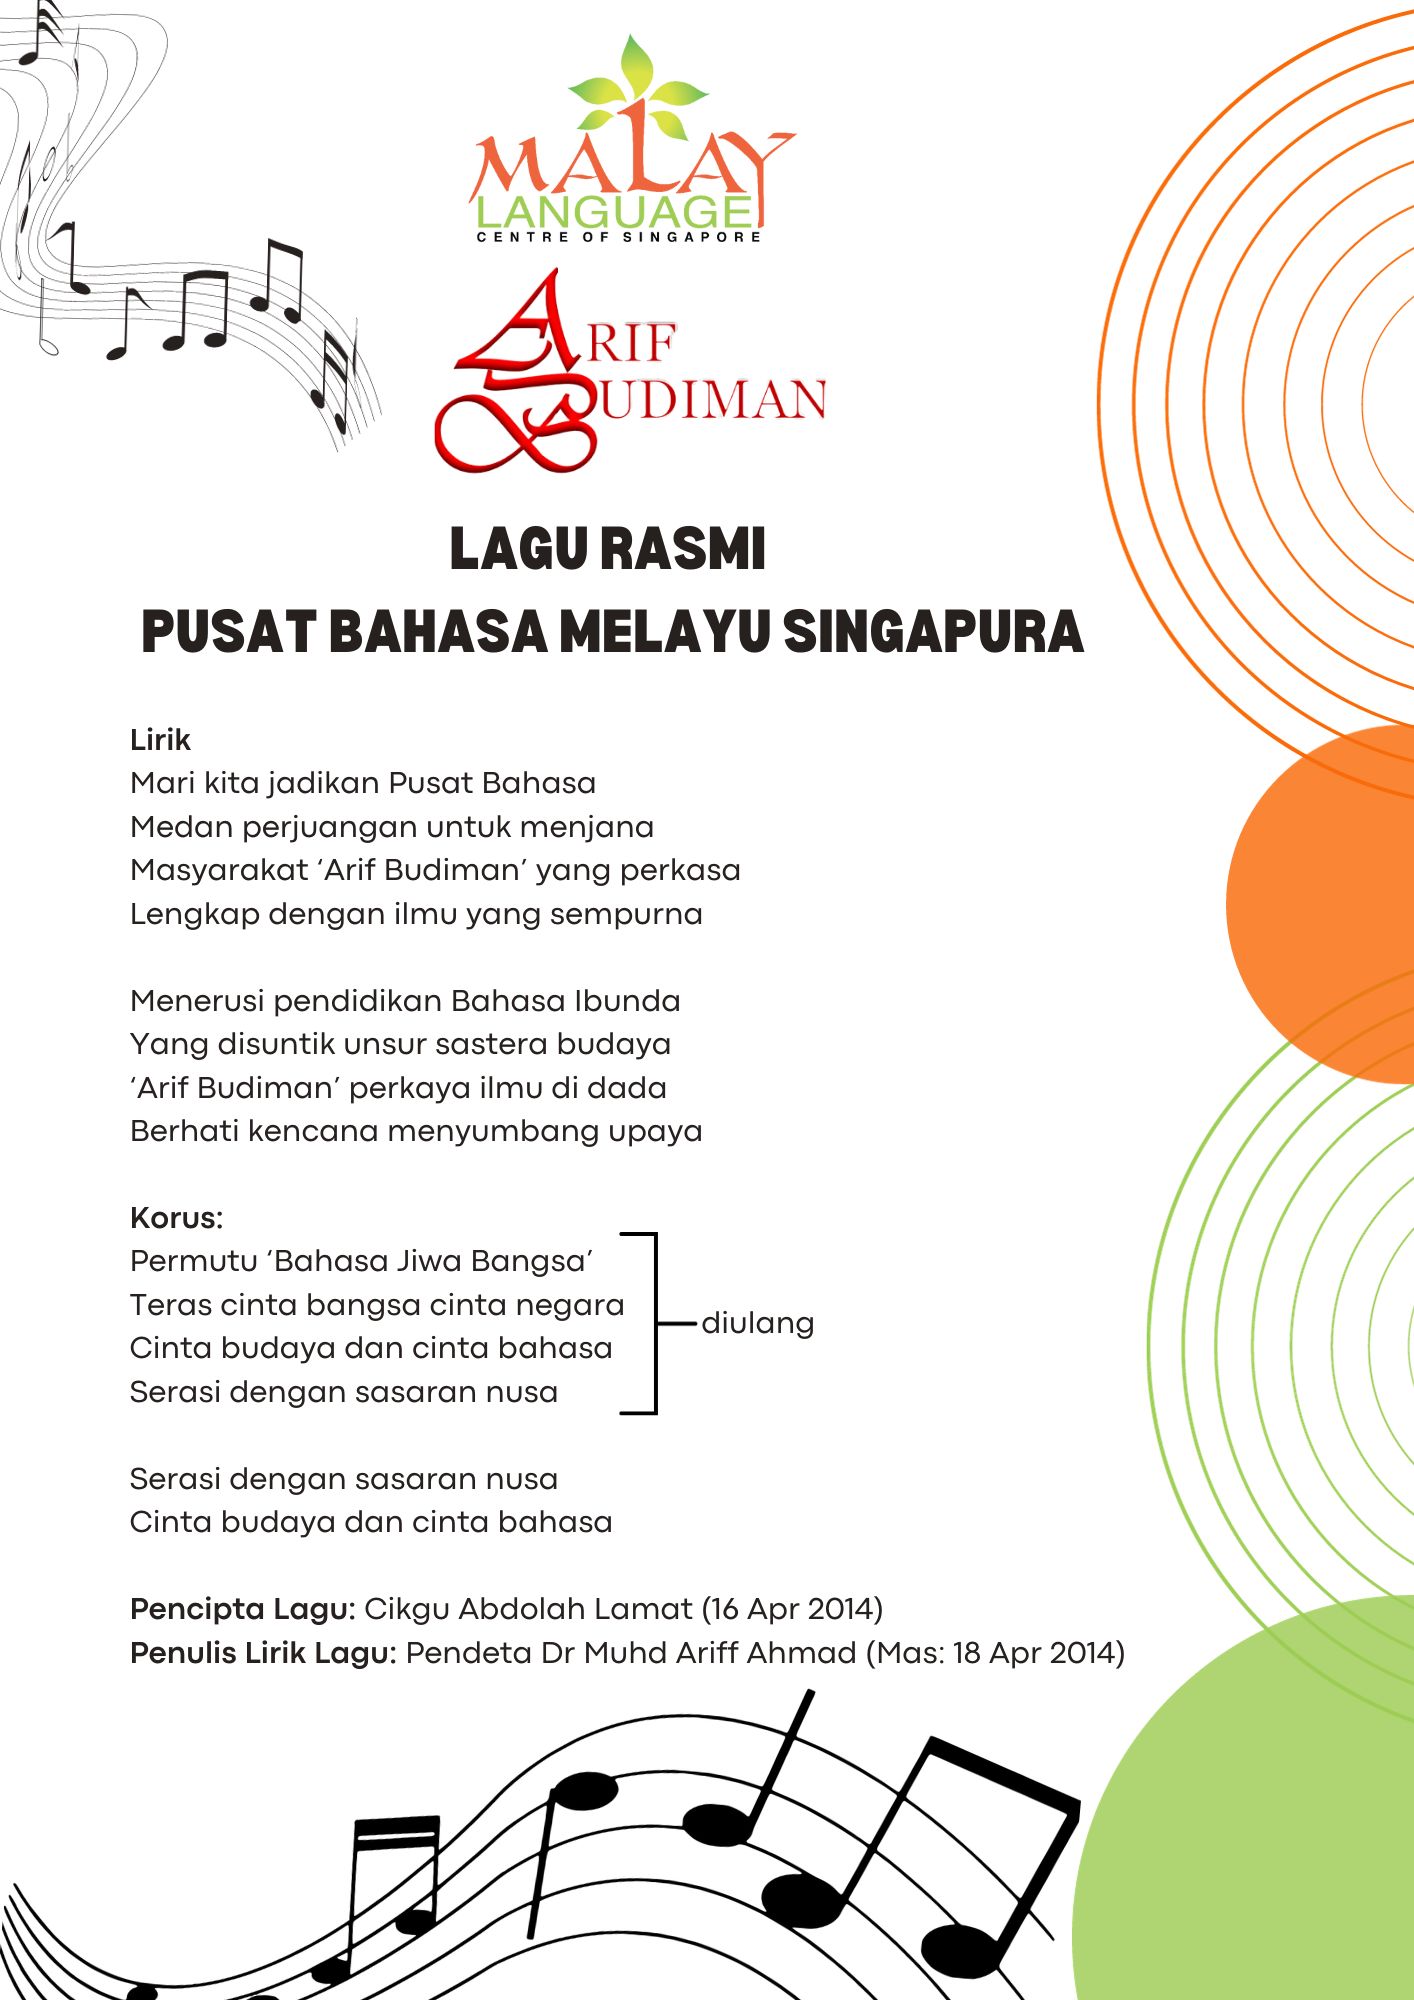 MALAY
LANGUAGE
CENTRE OF SINGAPORE
ARIF
BUDIMAN
LAGU RASMI
PUSAT BAHASA MELAYU SINGAPURA
Lirik
Mari kita jadikan Pusat Bahasa
Medan perjuangan untuk menjana
Masyarakat ‘Arif Budiman’ yang perkasa
Lengkap dengan ilmu yang sempurna
Menerusi pendidikan Bahasa Ibunda
Yang disuntik unsur sastera budaya
‘Arif Budiman’ perkaya ilmu di dada
Berhati kencana menyumbang upaya
Korus:
Permutu ‘Bahasa Jiwa Bangsa’
Teras cinta bangsa cinta negara
Cinta budaya dan cinta bahasa
Serasi dengan sasaran nusa
diulang
Serasi dengan sasaran nusa
Cinta budaya dan cinta bahasa
Pencipta Lagu: Cikgu Abdolah Lamat (16 Apr 2014)
Penulis Lirik Lagu: Pendeta Dr Muhd Ariff Ahmad (Mas: 18 Apr 2014)